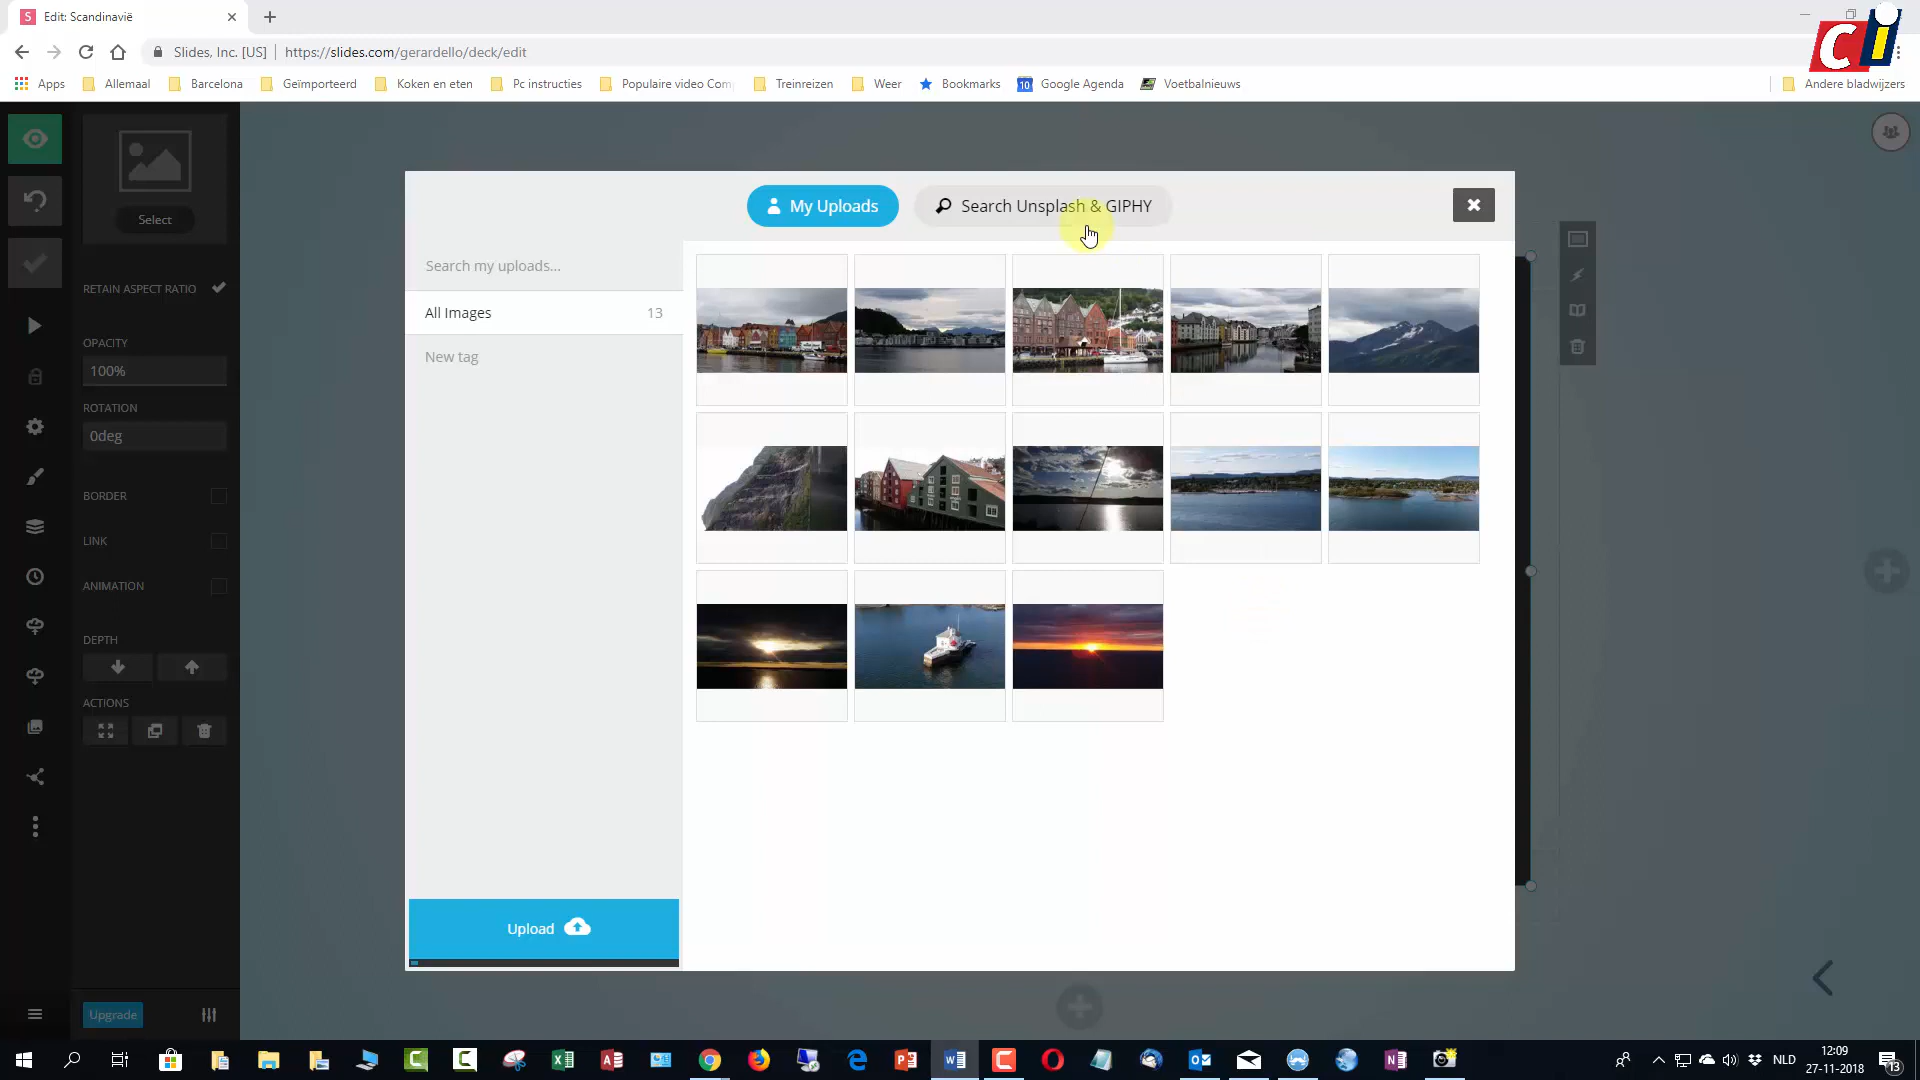 Edit: Scandinavië
Ci
Slides, Inc. [US] https://slides.com/gerardello/deck/edit
Apps Allemaal Barcelona Geïmporteerd Koken en eten Pc instructies Populaire video Com Treinreizen Weer Bookmarks 10 Google Agenda Voetbalnieuws Andere bladwijzers
Select
RETAIN ASPECT RATIO
OPACITY
100%
ROTATION
0deg
BORDER
LINK
ANIMATION
DEPTH
ACTIONS
Upgrade
My Uploads Search Unsplash & GIPHY
Search my uploads...
All Images 13
New tag
Upload
NLD
12:09
27-11-2018
13